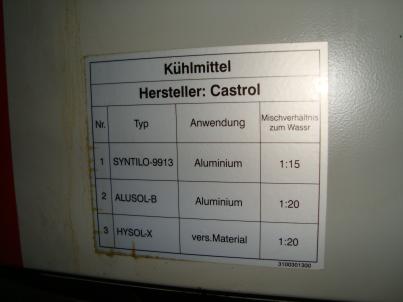 Kühlmittel
Hersteller: Castrol
Nr. Typ Anwendung Mischverhältnis zum Wassr
1 SYNTILO-9913 Aluminium 1:15
2 ALUSOL-B Aluminium 1:20
3 HYSOL-X vers.Material 1:20
3100301300